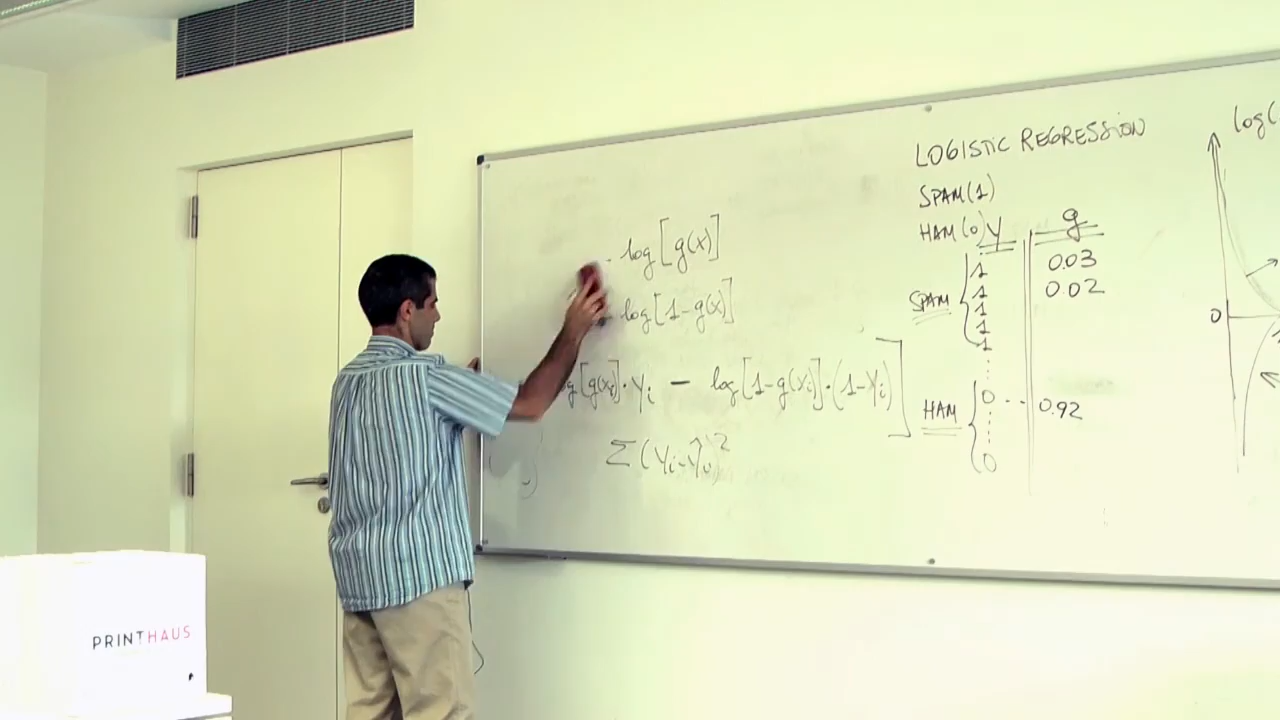 LOGISTIC REGRESSION
SPAM(1)
HAM(0) Y g
1 0.03
1 0.02
1
SPAM
1
1
HAM
0 0.92
0
- log[g(x)]
- log[1-g(x)]
log[g(xi)]·yi - log[1-g(xi)]·(1-yi)]
Σ(yi-ŷi)²
log(
0
PRINTHAUS